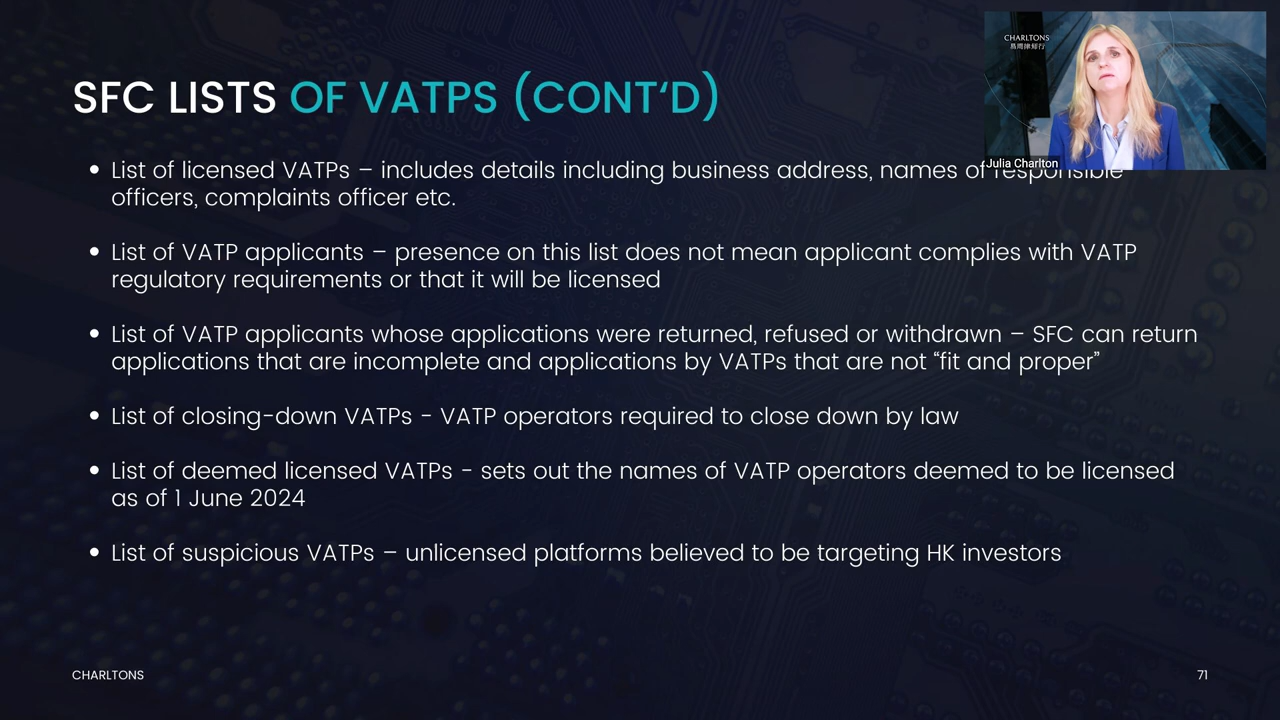 CHARLTONS
易周律师行
Julia Charlton
SFC LISTS OF VATPS (CONT‘D)
• List of licensed VATPs – includes details including business address, names of responsible
officers, complaints officer etc.
• List of VATP applicants – presence on this list does not mean applicant complies with VATP
regulatory requirements or that it will be licensed
• List of VATP applicants whose applications were returned, refused or withdrawn – SFC can return
applications that are incomplete and applications by VATPs that are not “fit and proper”
• List of closing-down VATPs - VATP operators required to close down by law
• List of deemed licensed VATPs - sets out the names of VATP operators deemed to be licensed
as of 1 June 2024
• List of suspicious VATPs – unlicensed platforms believed to be targeting HK investors
CHARLTONS
71